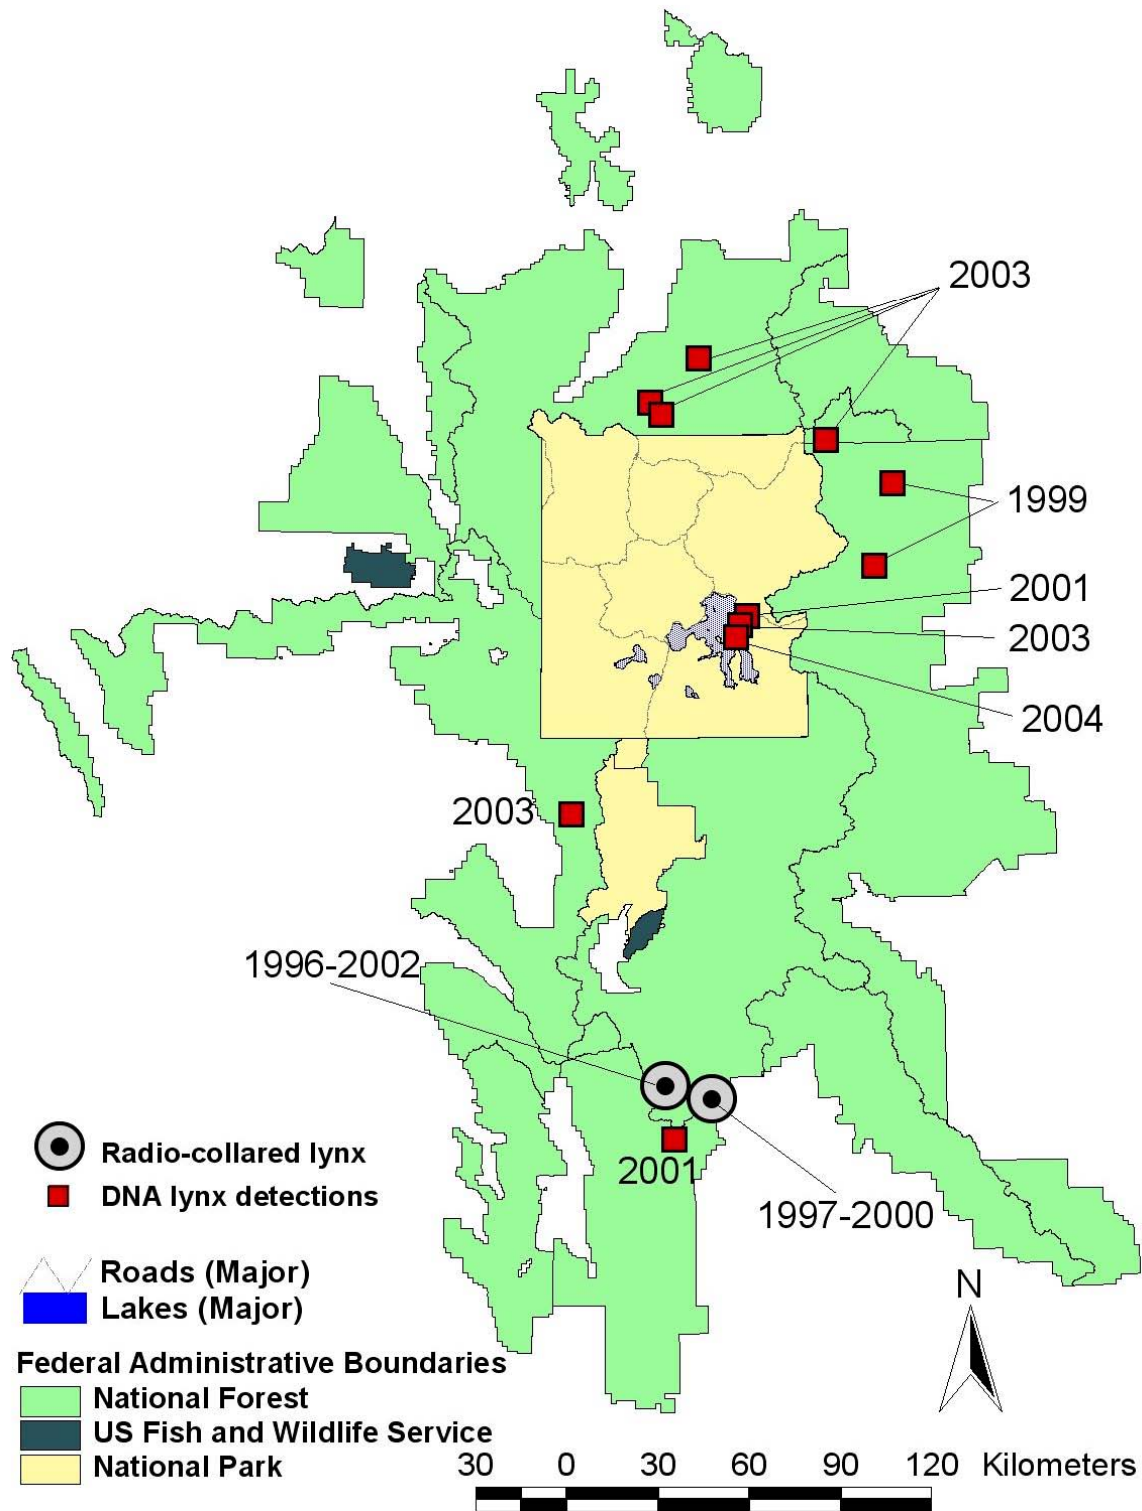 2003
1999
2001
2003
2004
2003
1996-2002
2001
1997-2000
Radio-collared lynx
DNA lynx detections
Roads (Major)
Lakes (Major)
Federal Administrative Boundaries
National Forest
US Fish and Wildlife Service
National Park
N
30 0 30 60 90 120 Kilometers